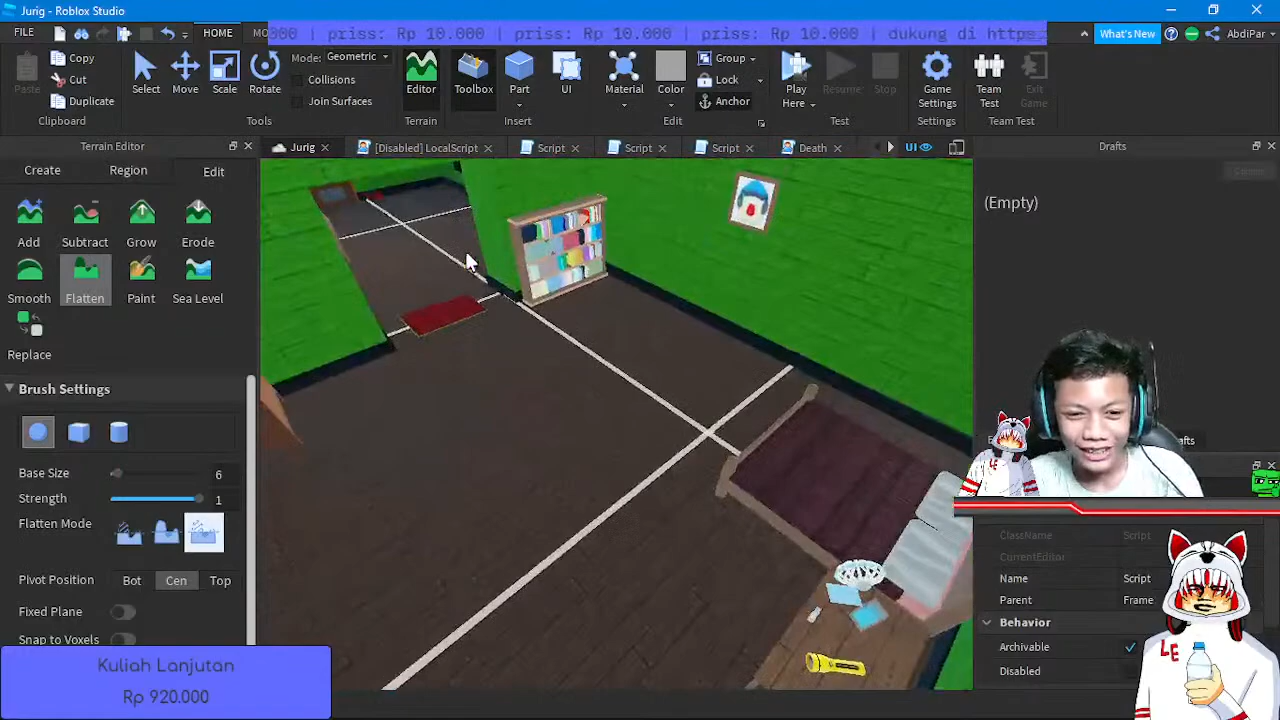 Jurig - Roblox Studio
FILE HOME
000 | priss: Rp 10.000 | priss: Rp 10.000 | priss: Rp 10.000 | dukung di https
What's New AbdiPar
Paste Copy Cut Duplicate
Clipboard
Select Move Scale Rotate
Mode: Geometric
Collisions
Join Surfaces
Tools
Editor
Terrain
Toolbox Part UI
Insert
Material Color
Group
Lock
Anchor
Edit
Play Here Resume Stop
Test
Game Settings
Settings
Team Test Exit Game
Team Test
Terrain Editor
Jurig [Disabled] LocalScript Script Script Script Death UI
Drafts
Create Region Edit
(Empty)
Add Subtract Grow Erode
Smooth Flatten Paint Sea Level
Replace
Brush Settings
Base Size 6
Strength 1
Flatten Mode
Pivot Position Bot Cen Top
Fixed Plane
Snap to Voxels
ClassName Script
CurrentEditor
Name Script
Parent Frame
Behavior
Archivable
Disabled
LE
LE
Kuliah Lanjutan
Rp 920.000